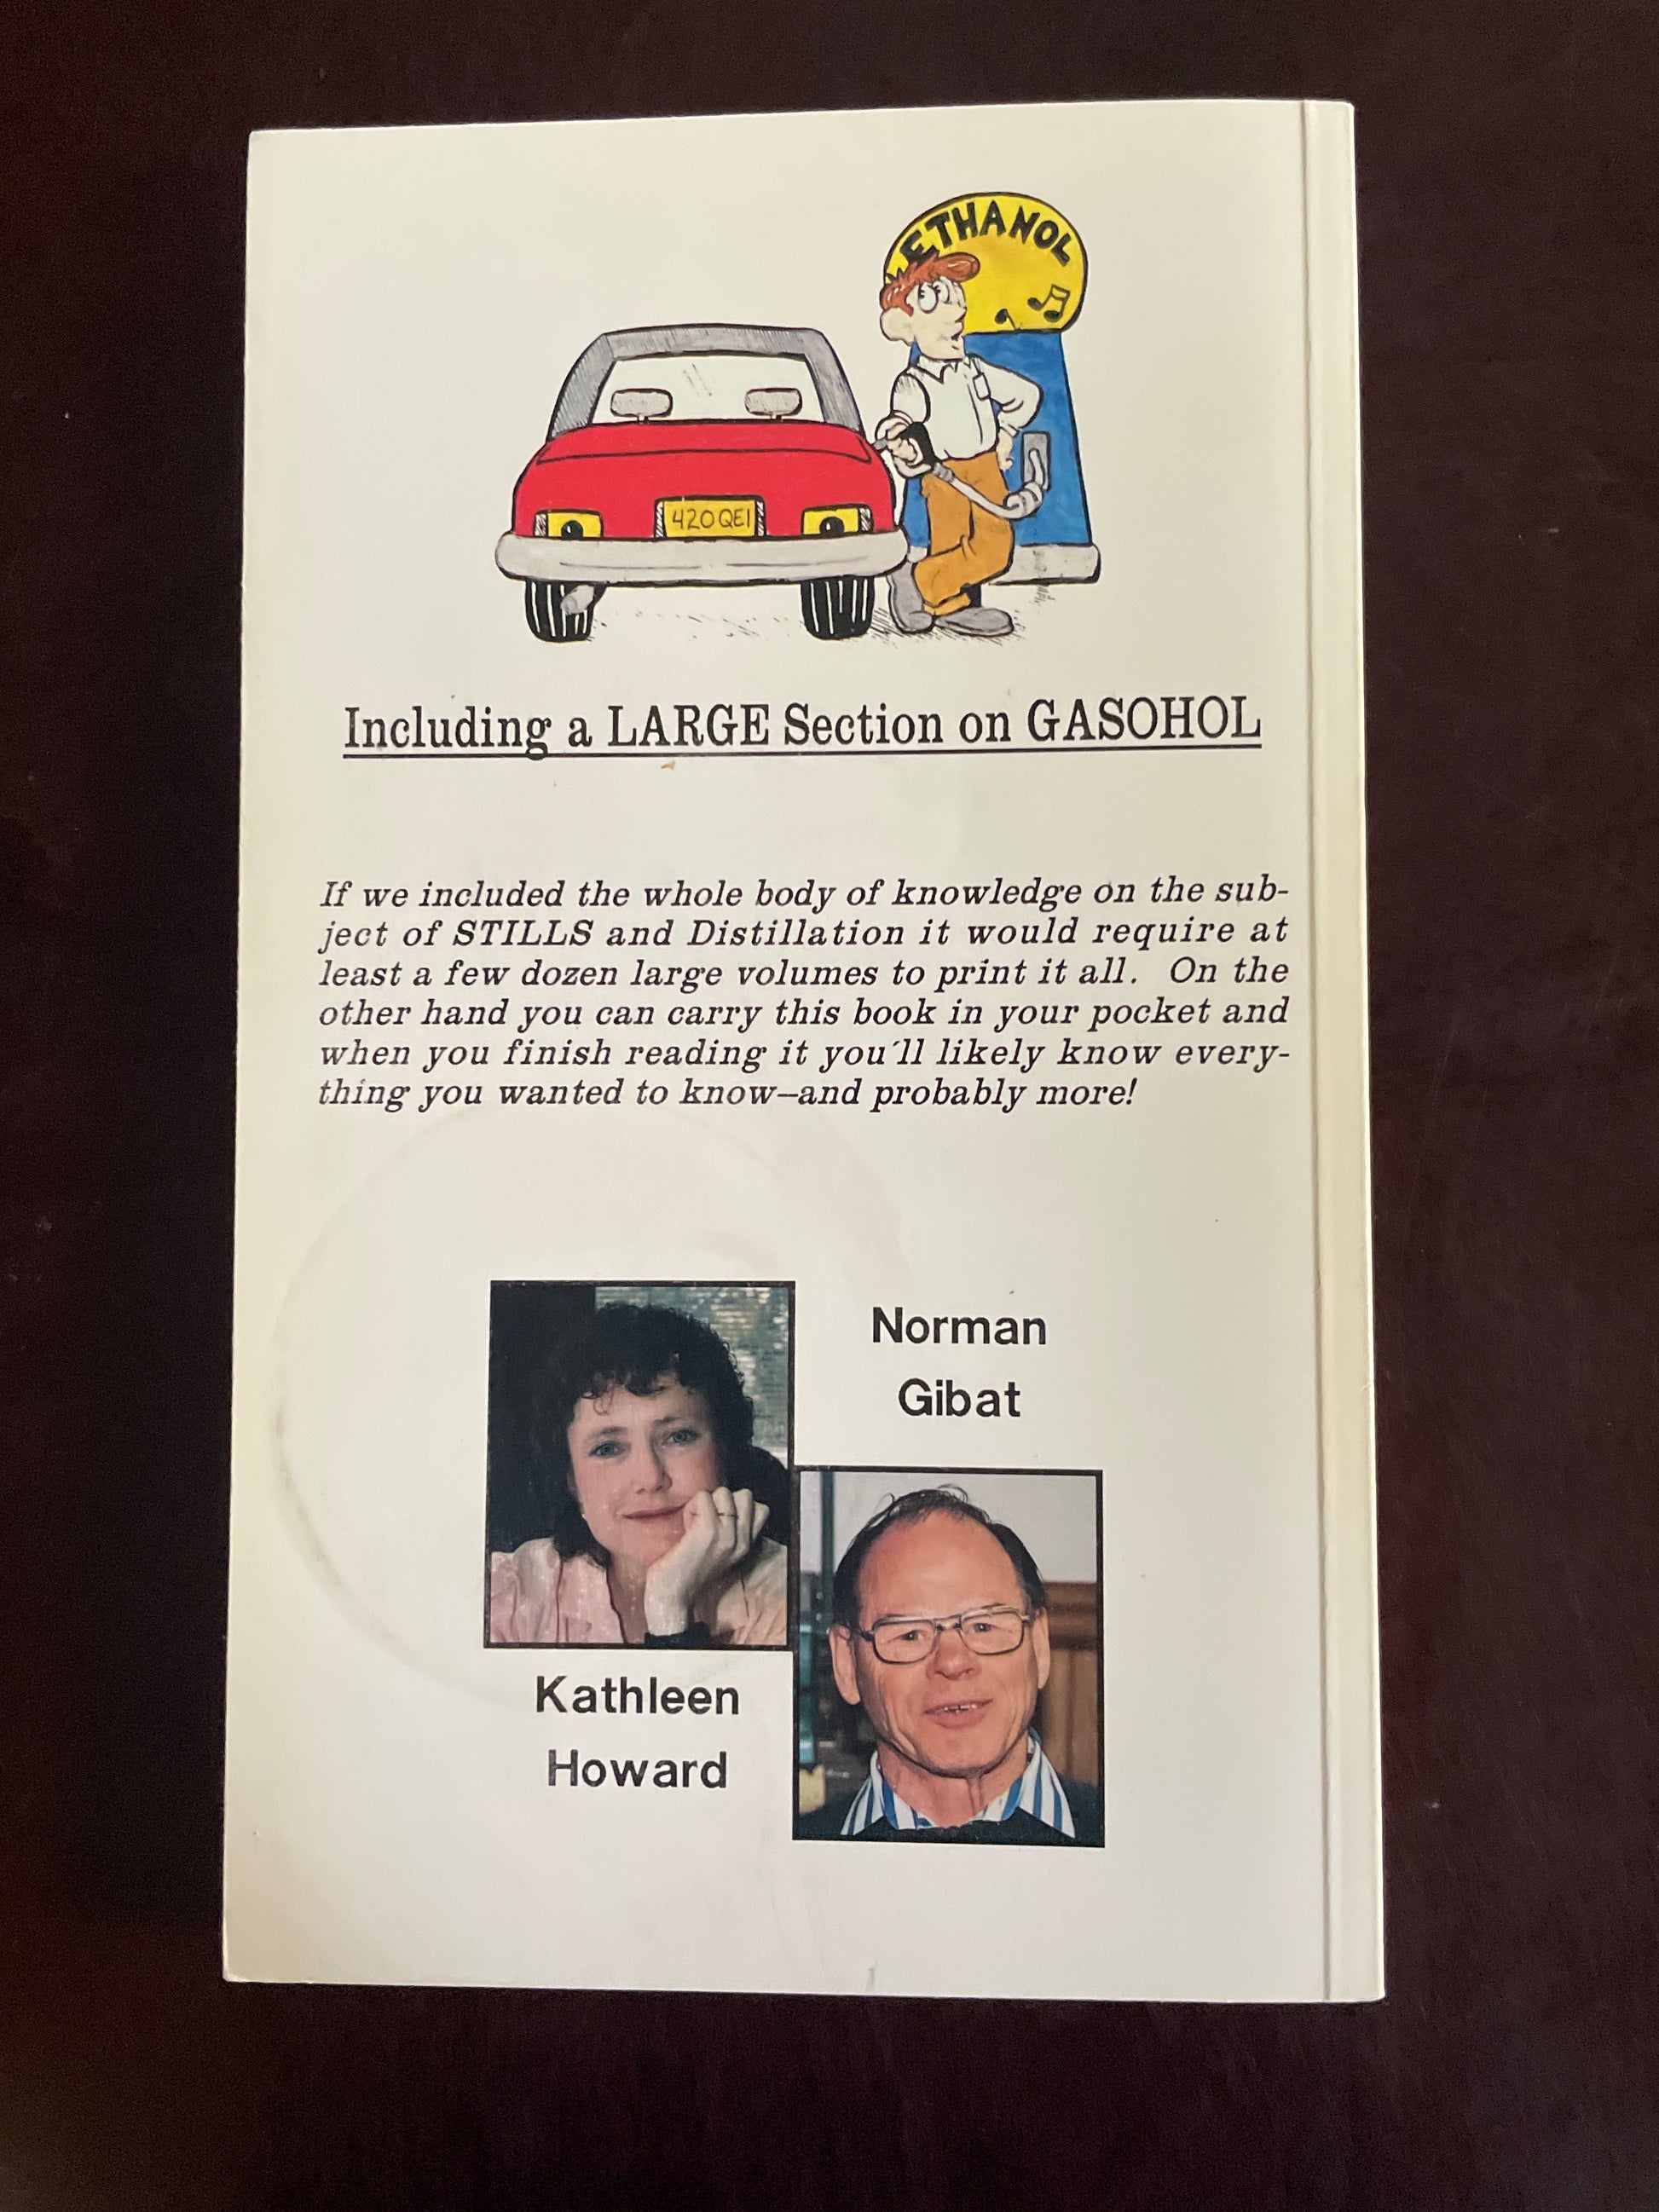 ETHANOL
420QEI
Including a LARGE Section on GASOHOL
If we included the whole body of knowledge on the sub-
ject of STILLS and Distillation it would require at
least a few dozen large volumes to print it all. On the
other hand you can carry this book in your pocket and
when you finish reading it you'll likely know every-
thing you wanted to know—and probably more!
Norman
Gibat
Kathleen
Howard